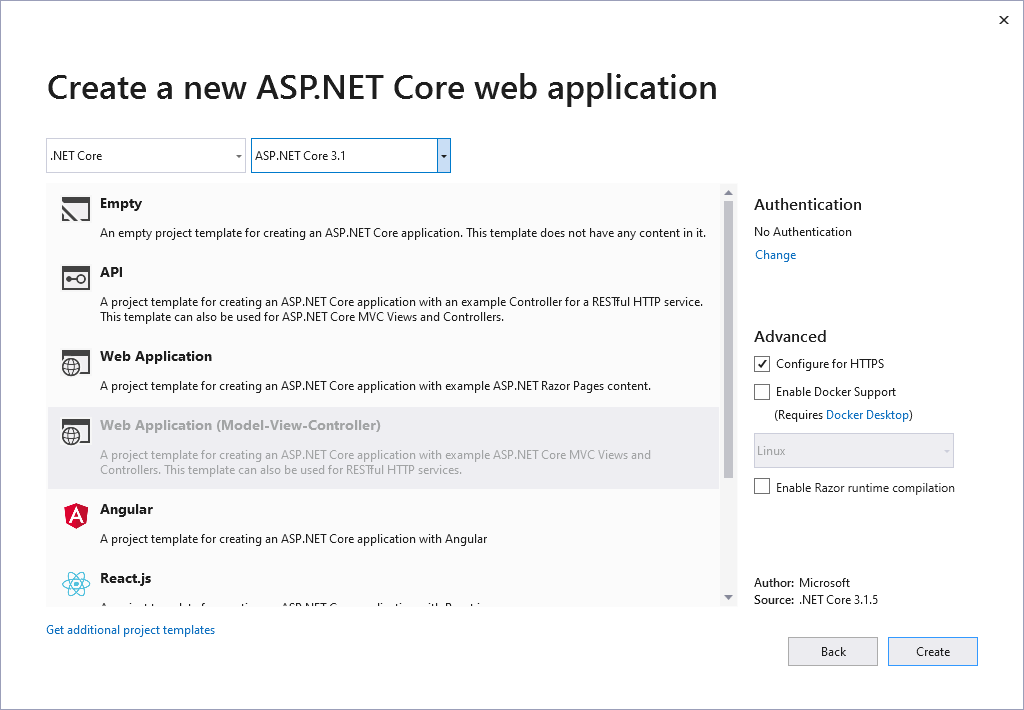 Create a new ASP.NET Core web application
.NET Core
ASP.NET Core 3.1
Empty
An empty project template for creating an ASP.NET Core application. This template does not have any content in it.
API
A project template for creating an ASP.NET Core application with an example Controller for a RESTful HTTP service.
This template can also be used for ASP.NET Core MVC Views and Controllers.
Web Application
A project template for creating an ASP.NET Core application with example ASP.NET Razor Pages content.
Web Application (Model-View-Controller)
A project template for creating an ASP.NET Core application with example ASP.NET Core MVC Views and
Controllers. This template can also be used for RESTful HTTP services.
Angular
A project template for creating an ASP.NET Core application with Angular
React.js
Get additional project templates
Authentication
No Authentication
Change
Advanced
Configure for HTTPS
Enable Docker Support
(Requires Docker Desktop)
Linux
Enable Razor runtime compilation
Author: Microsoft
Source: .NET Core 3.1.5
Back
Create